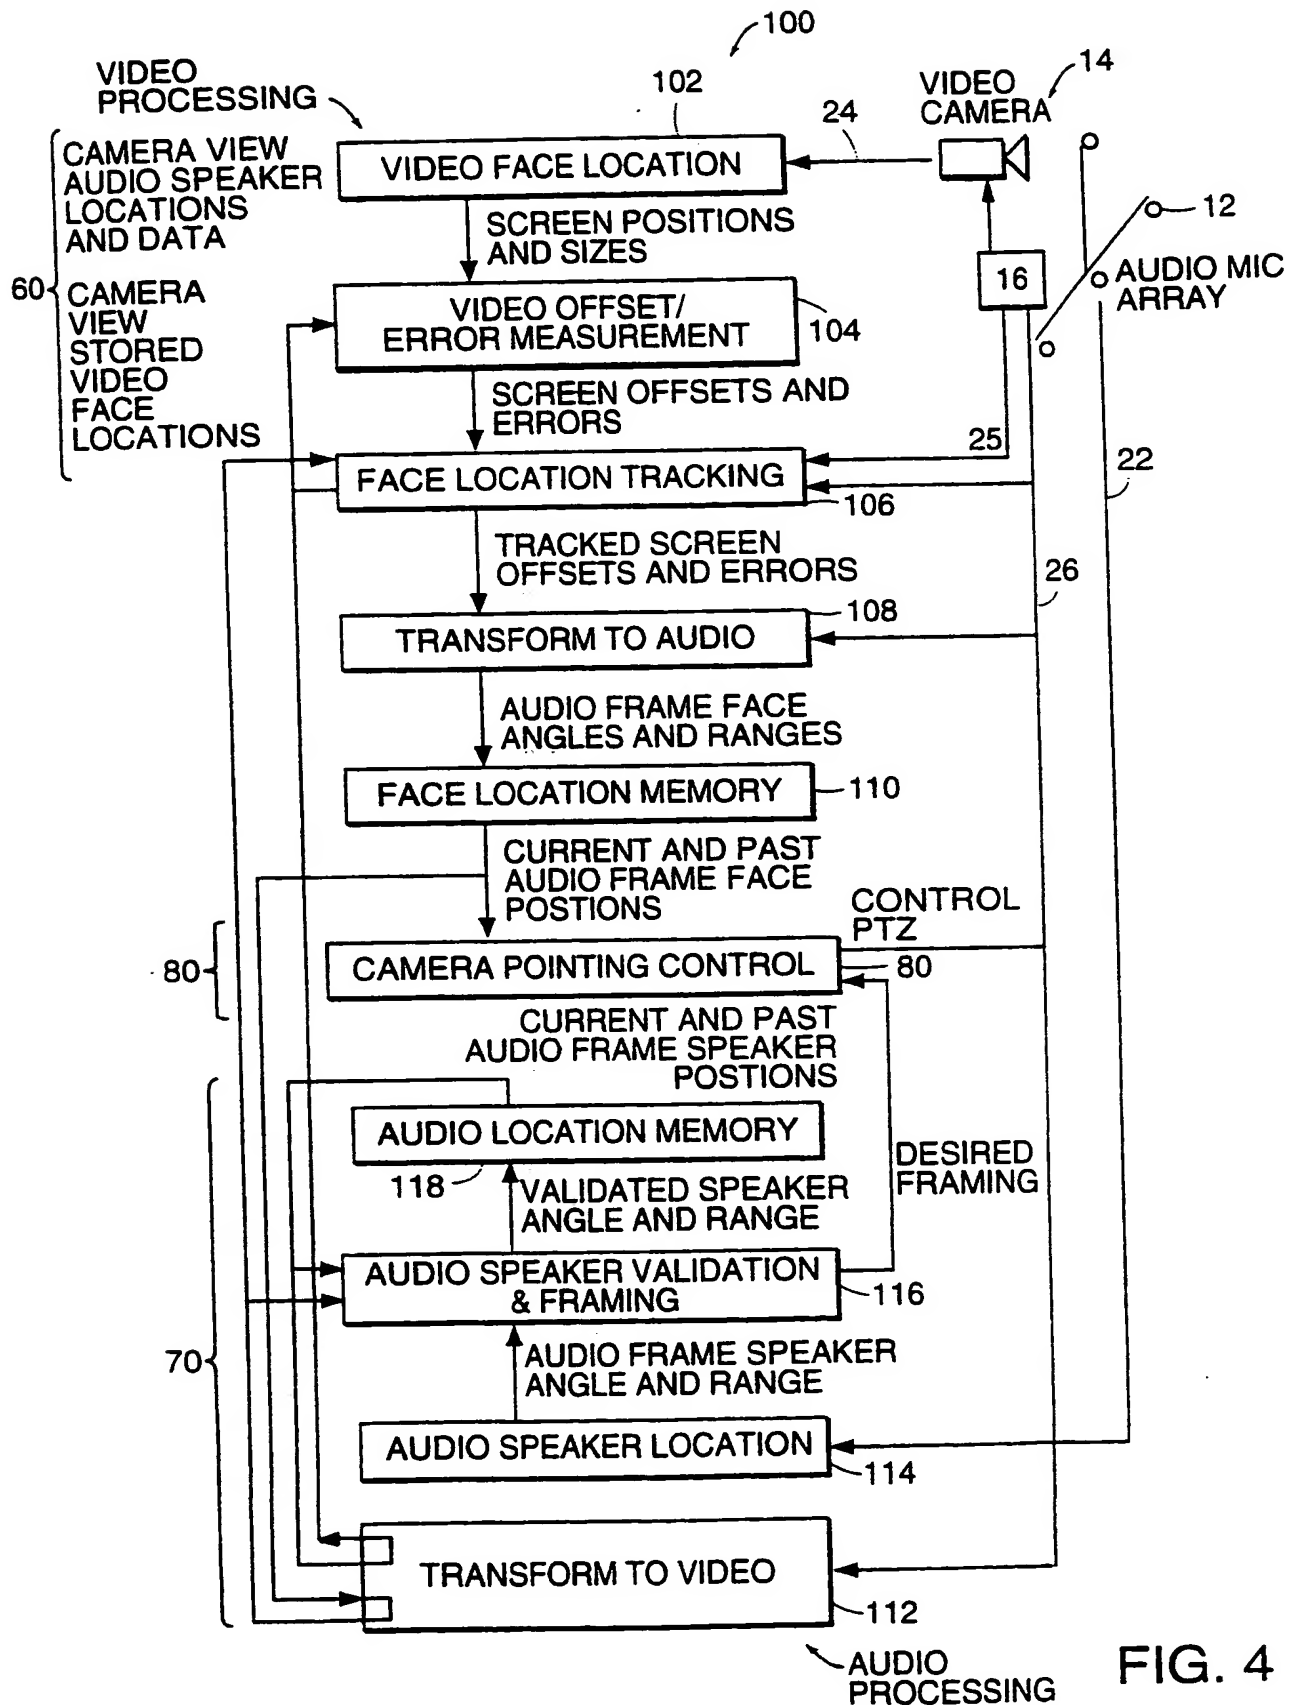 100
VIDEO
PROCESSING
102
24
VIDEO
CAMERA
14
CAMERA VIEW
AUDIO SPEAKER
LOCATIONS
AND DATA
VIDEO FACE LOCATION
SCREEN POSITIONS
AND SIZES
12
16
AUDIO MIC
ARRAY
60
CAMERA
VIEW
STORED
VIDEO
FACE
LOCATIONS
VIDEO OFFSET/
ERROR MEASUREMENT
104
SCREEN OFFSETS AND
ERRORS
25
22
FACE LOCATION TRACKING
106
TRACKED SCREEN
OFFSETS AND ERRORS
26
108
TRANSFORM TO AUDIO
AUDIO FRAME FACE
ANGLES AND RANGES
FACE LOCATION MEMORY
110
CURRENT AND PAST
AUDIO FRAME FACE
POSTIONS
CONTROL
PTZ
80
CAMERA POINTING CONTROL
80
CURRENT AND PAST
AUDIO FRAME SPEAKER
POSTIONS
AUDIO LOCATION MEMORY
118
VALIDATED SPEAKER
ANGLE AND RANGE
DESIRED
FRAMING
AUDIO SPEAKER VALIDATION
& FRAMING
116
70
AUDIO FRAME SPEAKER
ANGLE AND RANGE
AUDIO SPEAKER LOCATION
114
TRANSFORM TO VIDEO
112
AUDIO
PROCESSING
FIG. 4